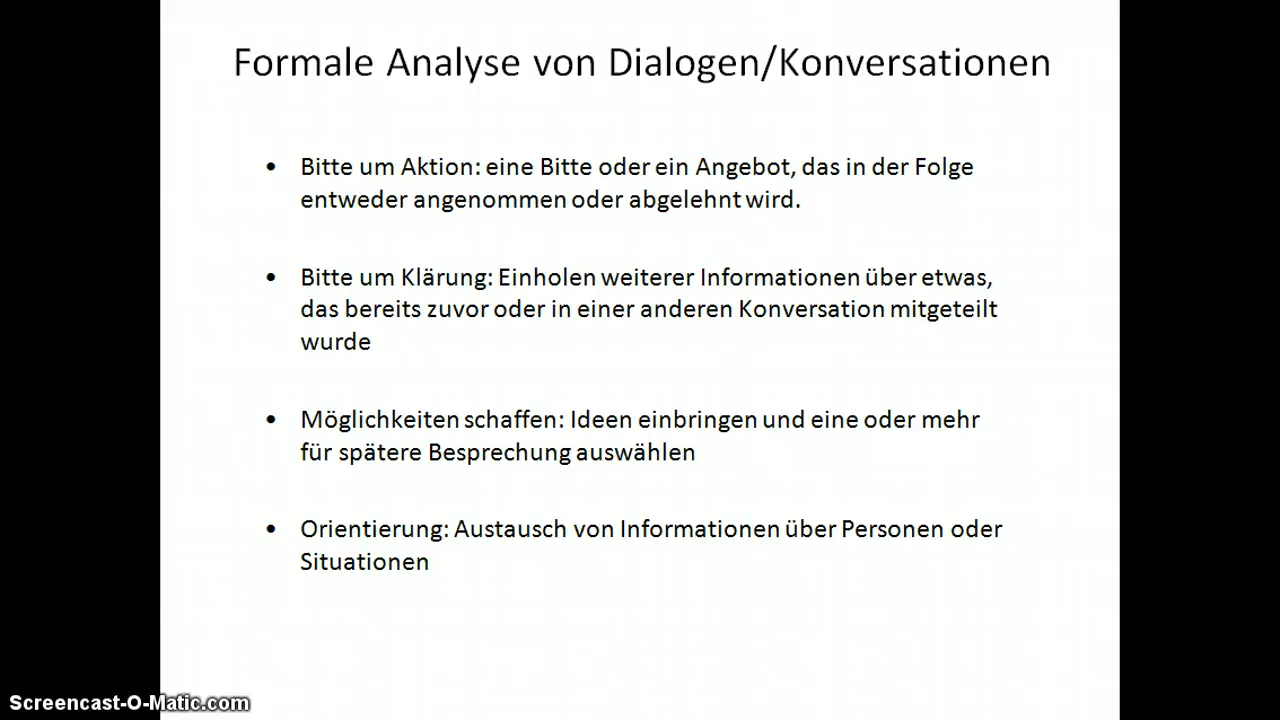 Formale Analyse von Dialogen/Konversationen
• Bitte um Aktion: eine Bitte oder ein Angebot, das in der Folge
entweder angenommen oder abgelehnt wird.
• Bitte um Klärung: Einholen weiterer Informationen über etwas,
das bereits zuvor oder in einer anderen Konversation mitgeteilt
wurde
• Möglichkeiten schaffen: Ideen einbringen und eine oder mehr
für spätere Besprechung auswählen
• Orientierung: Austausch von Informationen über Personen oder
Situationen
Screencast-O-Matic.com